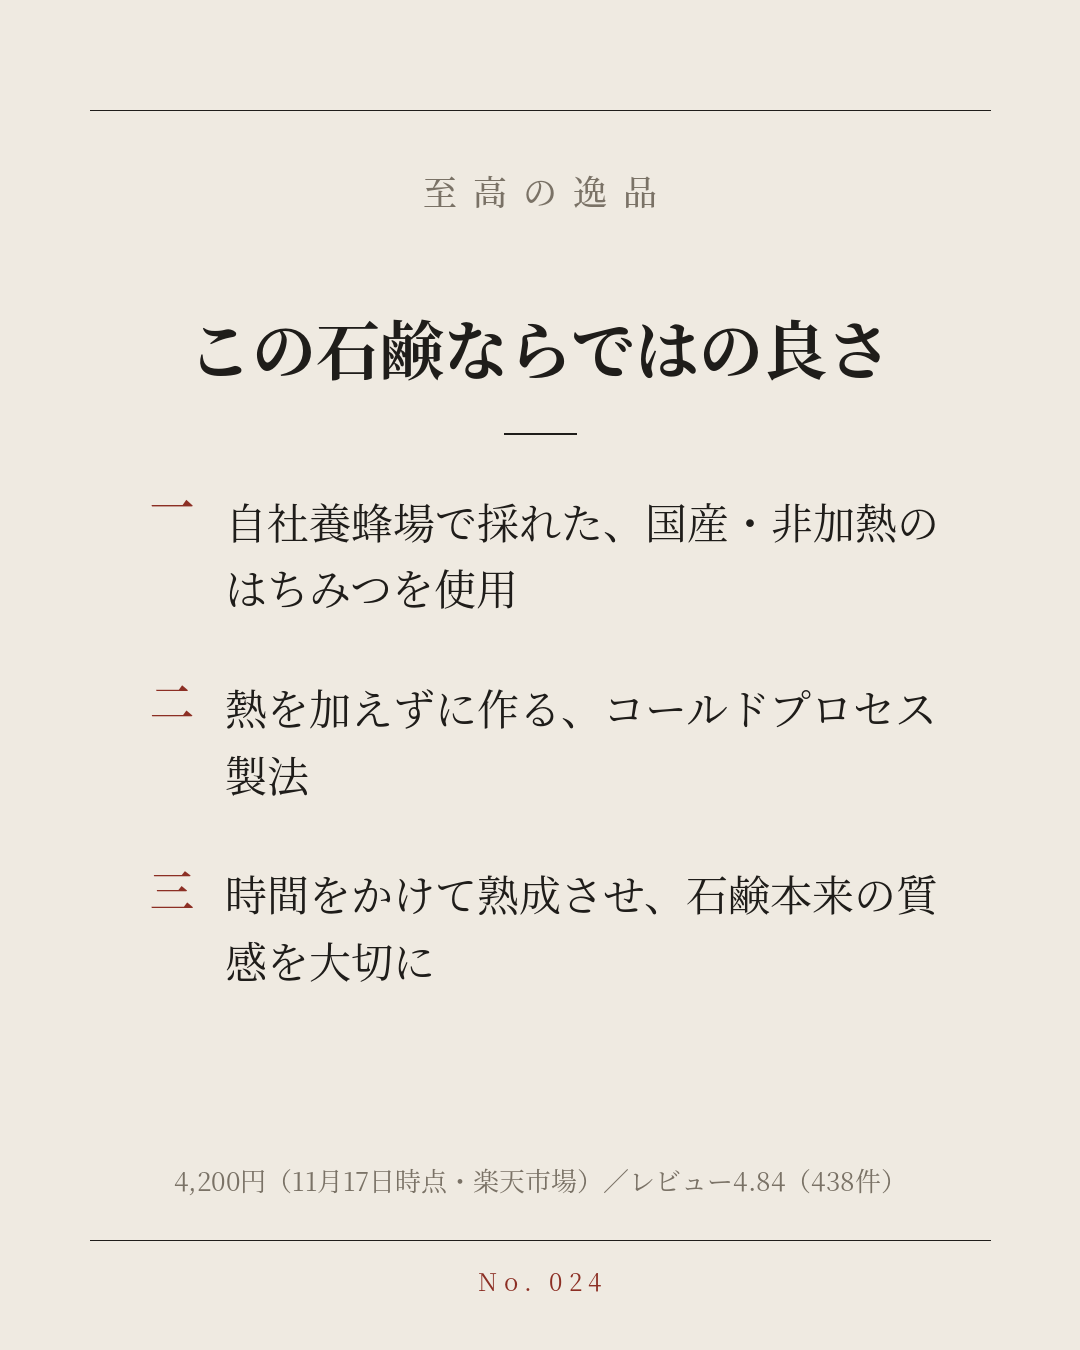 至高の逸品
この石鹸ならではの良さ
一 自社養蜂場で採れた、国産・非加熱の
はちみつを使用
二 熱を加えずに作る、コールドプロセス
製法
三 時間をかけて熟成させ、石鹸本来の質
感を大切に
4,200円（11月17日時点・楽天市場）／レビュー4.84（438件）
No. 024